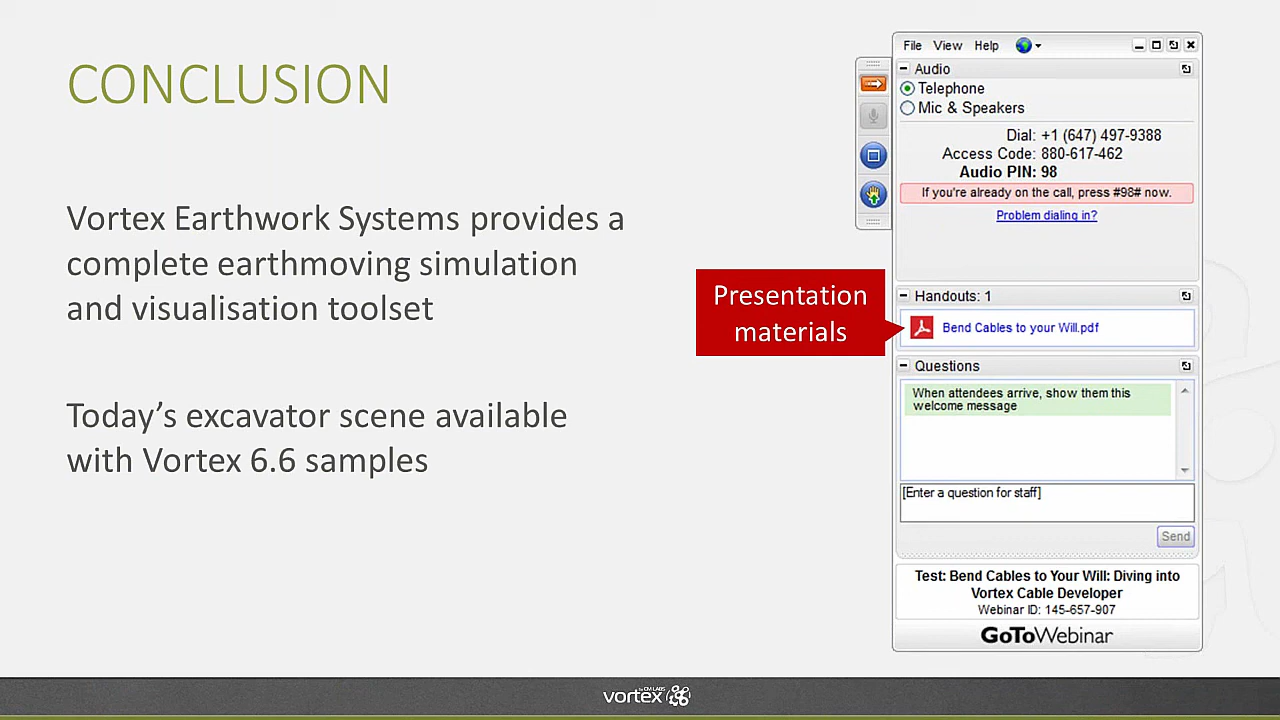 CONCLUSION
Vortex Earthwork Systems provides a
complete earthmoving simulation
and visualisation toolset
Today’s excavator scene available
with Vortex 6.6 samples
Presentation
materials
File View Help
Audio
Telephone
Mic & Speakers
Dial: +1 (647) 497-9388
Access Code: 880-617-462
Audio PIN: 98
If you're already on the call, press #98# now.
Problem dialing in?
Handouts: 1
Bend Cables to your Will.pdf
Questions
When attendees arrive, show them this
welcome message
[Enter a question for staff]
Send
Test: Bend Cables to Your Will: Diving into
Vortex Cable Developer
Webinar ID: 145-657-907
GoToWebinar
vortex by CM LABS